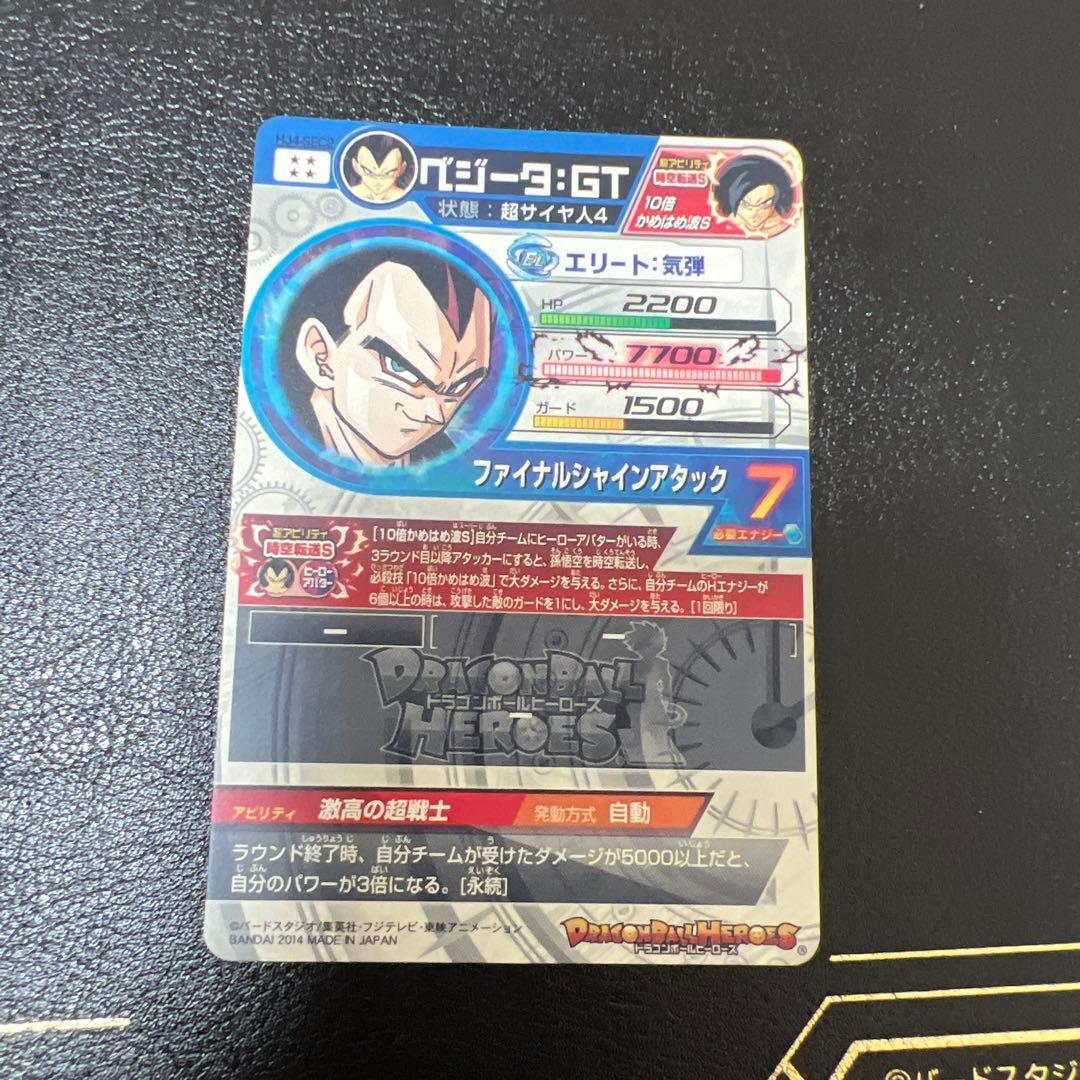 HJ4-SEC2
ベジータ:GT
状態:超サイヤ人4
超アビリティ
時空転送S
10倍
かめはめ波S
EL
エリート:気弾
HP 2200
パワー 7700
ガード 1500
ファイナルシャインアタック 7
必要エナジー
超アビリティ
時空転送S
ヒーロー
アバター
[10倍かめはめ波S]自分チームにヒーローアバターがいる時、
3ラウンド目以降アタッカーにすると、孫悟空を時空転送し、
必殺技「10倍かめはめ波」で大ダメージを与える。さらに、自分チームのHエナジーが
6個以上の時は、攻撃した敵のガードを1にし、大ダメージを与える。[1回限り]
ー
ー
DRAGON BALL
ドラゴンボールヒーローズ
HEROES
ー
アビリティ 激高の超戦士 発動方式 自動
ラウンド終了時、自分チームが受けたダメージが5000以上だと、
自分のパワーが3倍になる。[永続]
©バードスタジオ/集英社・フジテレビ・東映アニメーション
BANDAI 2014 MADE IN JAPAN
DRAGON BALL HEROES
ドラゴンボールヒーローズ
©バードスタジ